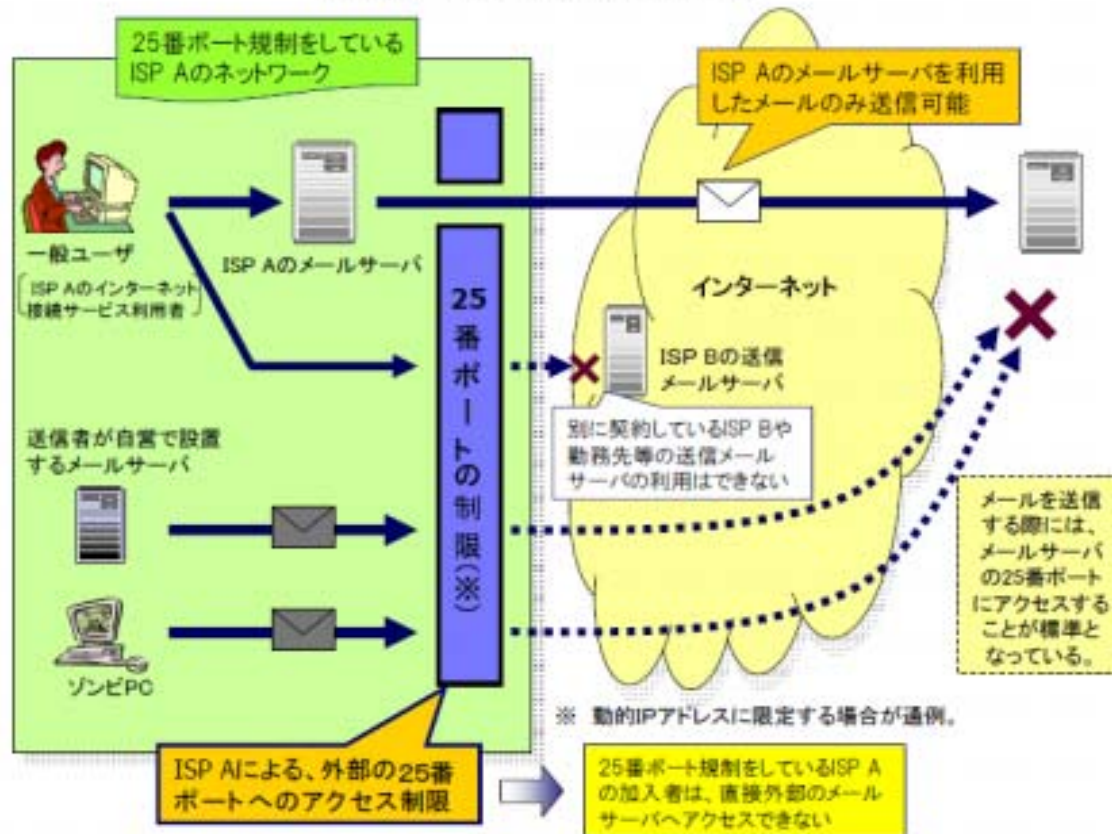 25番ポート規制をしている
ISP Aのネットワーク
ISP Aのメールサーバを利用
したメールのみ送信可能
一般ユーザ
ISP Aのインターネット
接続サービス利用者
ISP Aのメールサーバ
25番ポートの制限(※)
インターネット
ISP Bの送信
メールサーバ
別に契約しているISP Bや
勤務先等の送信メール
サーバの利用はできない
送信者が自営で設置
するメールサーバ
ゾンビPC
メールを送信
する際には、
メールサーバ
の25番ポート
にアクセスする
ことが標準と
なっている。
※ 動的IPアドレスに限定する場合が通例。
ISP Aによる、外部の25番
ポートへのアクセス制限
25番ポート規制をしているISP A
の加入者は、直接外部のメール
サーバへアクセスできない